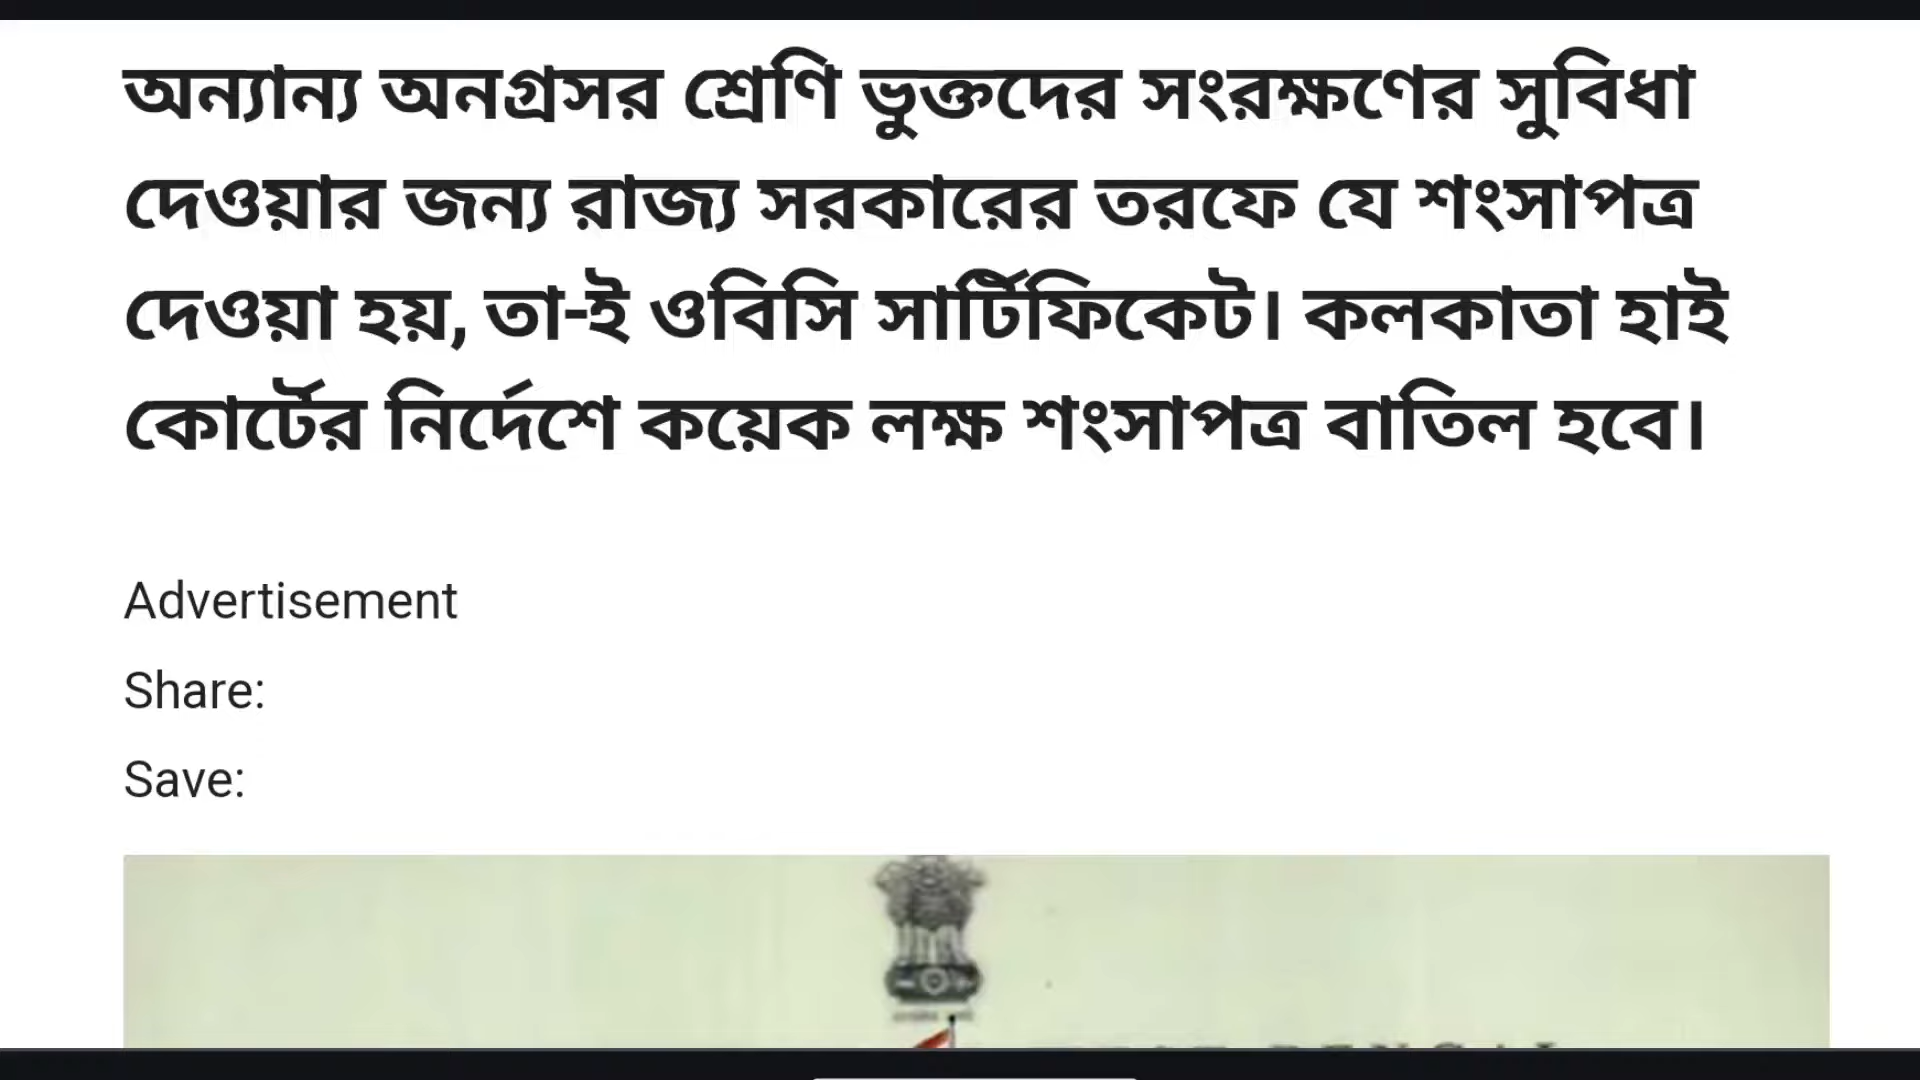 অন্যান্য অনগ্রসর শ্রেণি ভুক্তদের সংরক্ষণের সুবিধা
দেওয়ার জন্য রাজ্য সরকারের তরফে যে শংসাপত্র
দেওয়া হয়, তা-ই ওবিসি সার্টিফিকেট। কলকাতা হাই
কোর্টের নির্দেশে কয়েক লক্ষ শংসাপত্র বাতিল হবে।
Advertisement
Share:
Save: